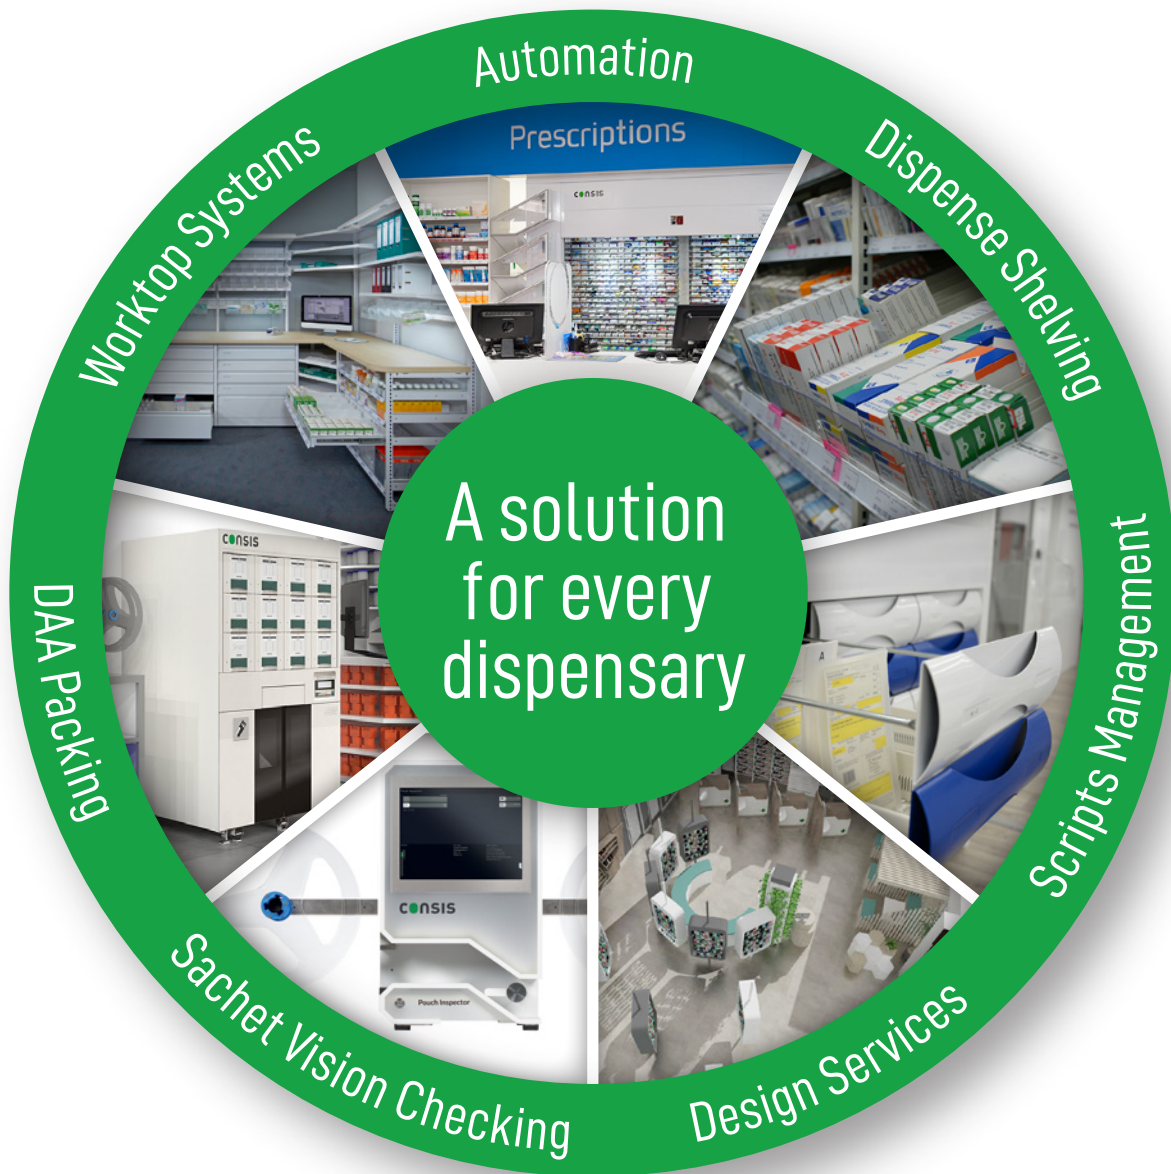 Automation
Dispense Shelving
Scripts Management
Design Services
Sachet Vision Checking
DAA Packing
Worktop Systems
A solution
for every
dispensary
Prescriptions
CONSIS
A
CONSIS
Pouch Inspector
CONSIS